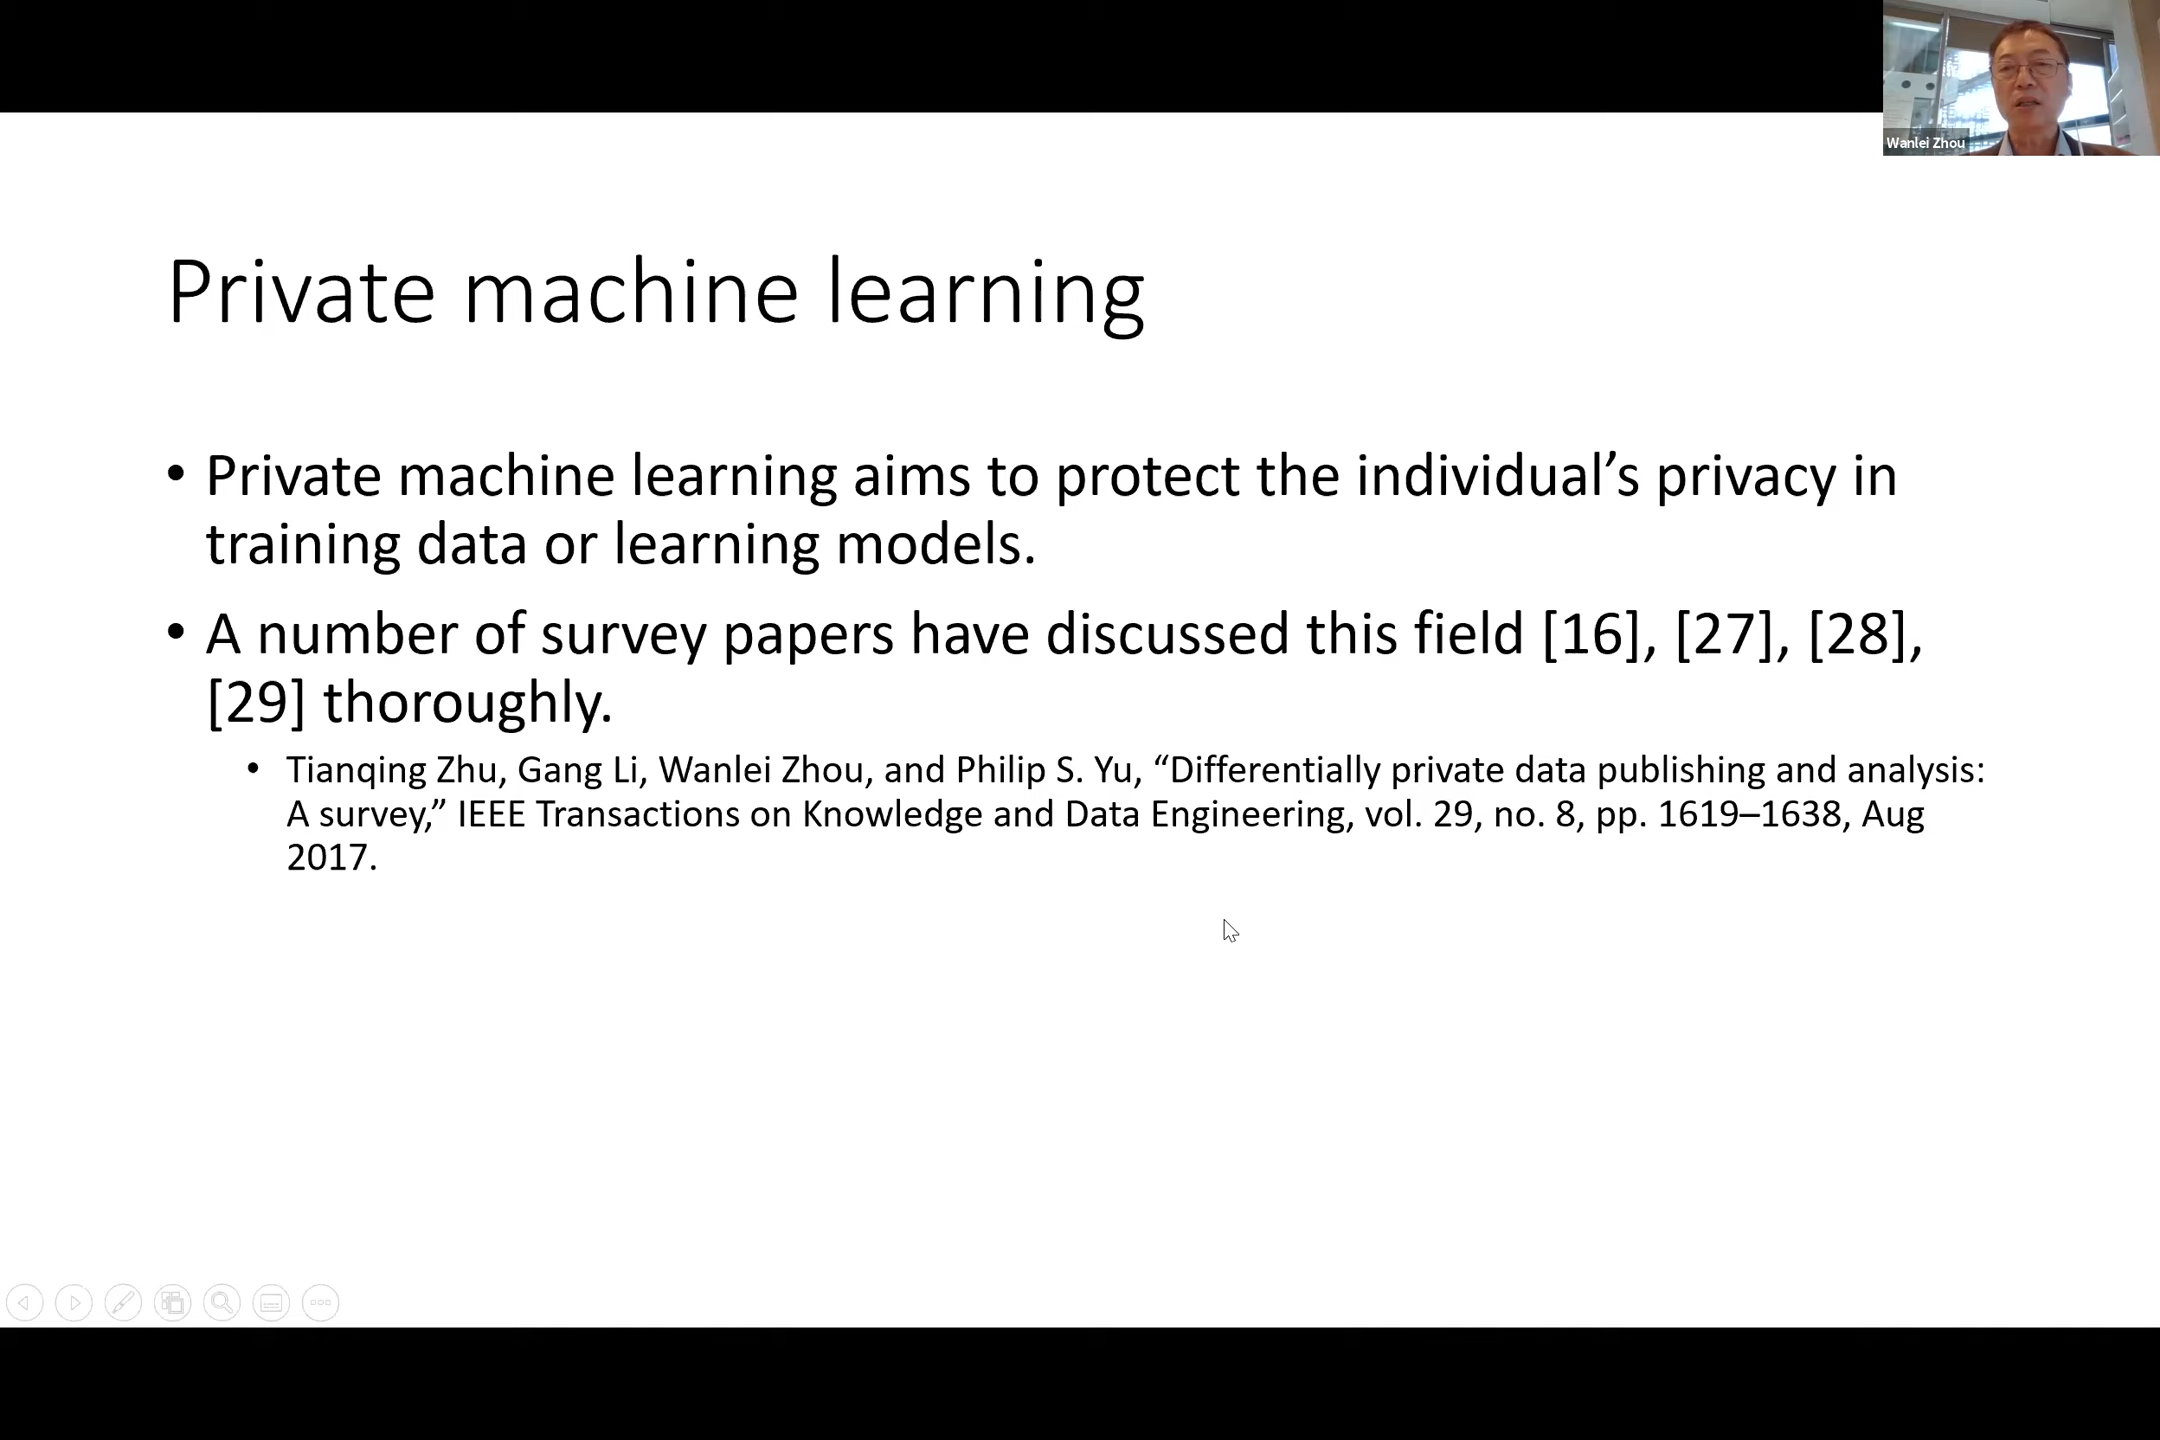 Wanlei Zhou
Private machine learning
• Private machine learning aims to protect the individual’s privacy in
training data or learning models.
• A number of survey papers have discussed this field [16], [27], [28],
[29] thoroughly.
• Tianqing Zhu, Gang Li, Wanlei Zhou, and Philip S. Yu, “Differentially private data publishing and analysis:
A survey,” IEEE Transactions on Knowledge and Data Engineering, vol. 29, no. 8, pp. 1619–1638, Aug
2017.